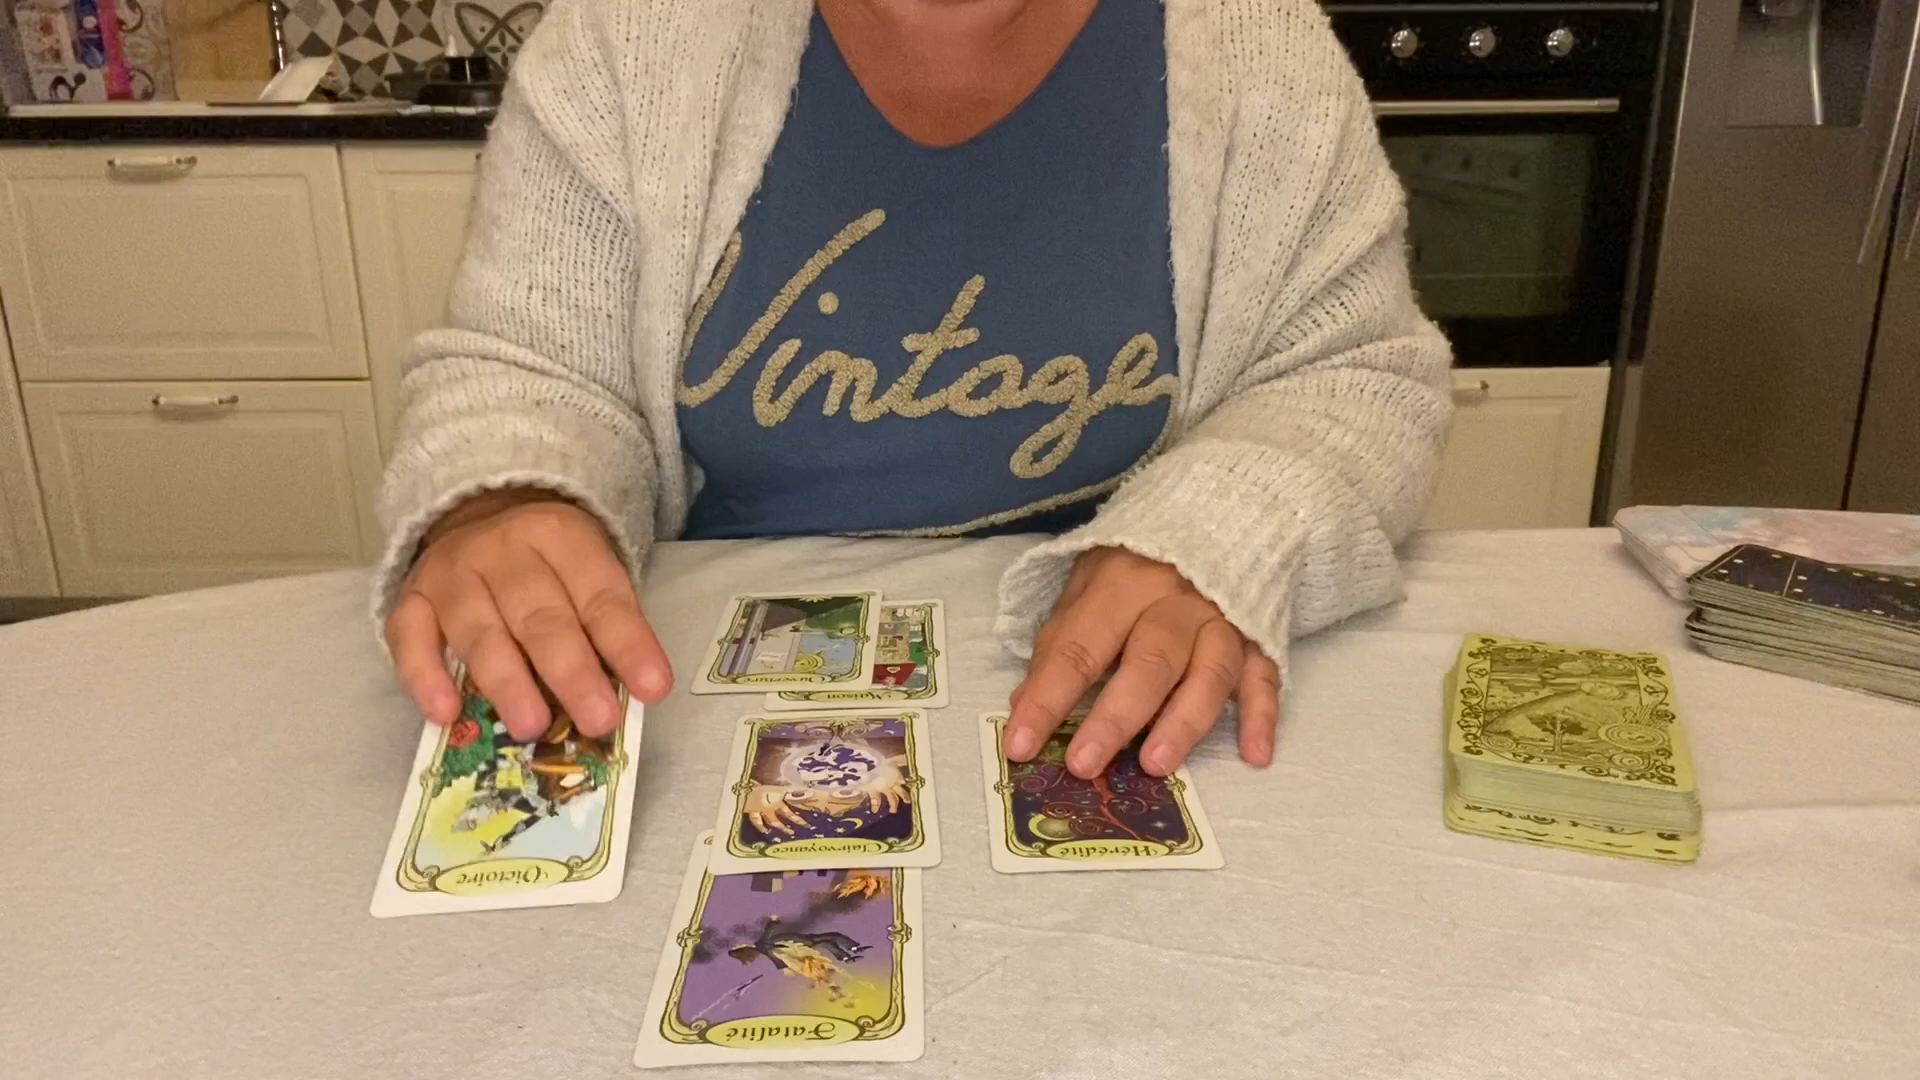 Vintage
Ouverture
Maison
Clairvoyance
Hérédité
Victoire
Fatalité